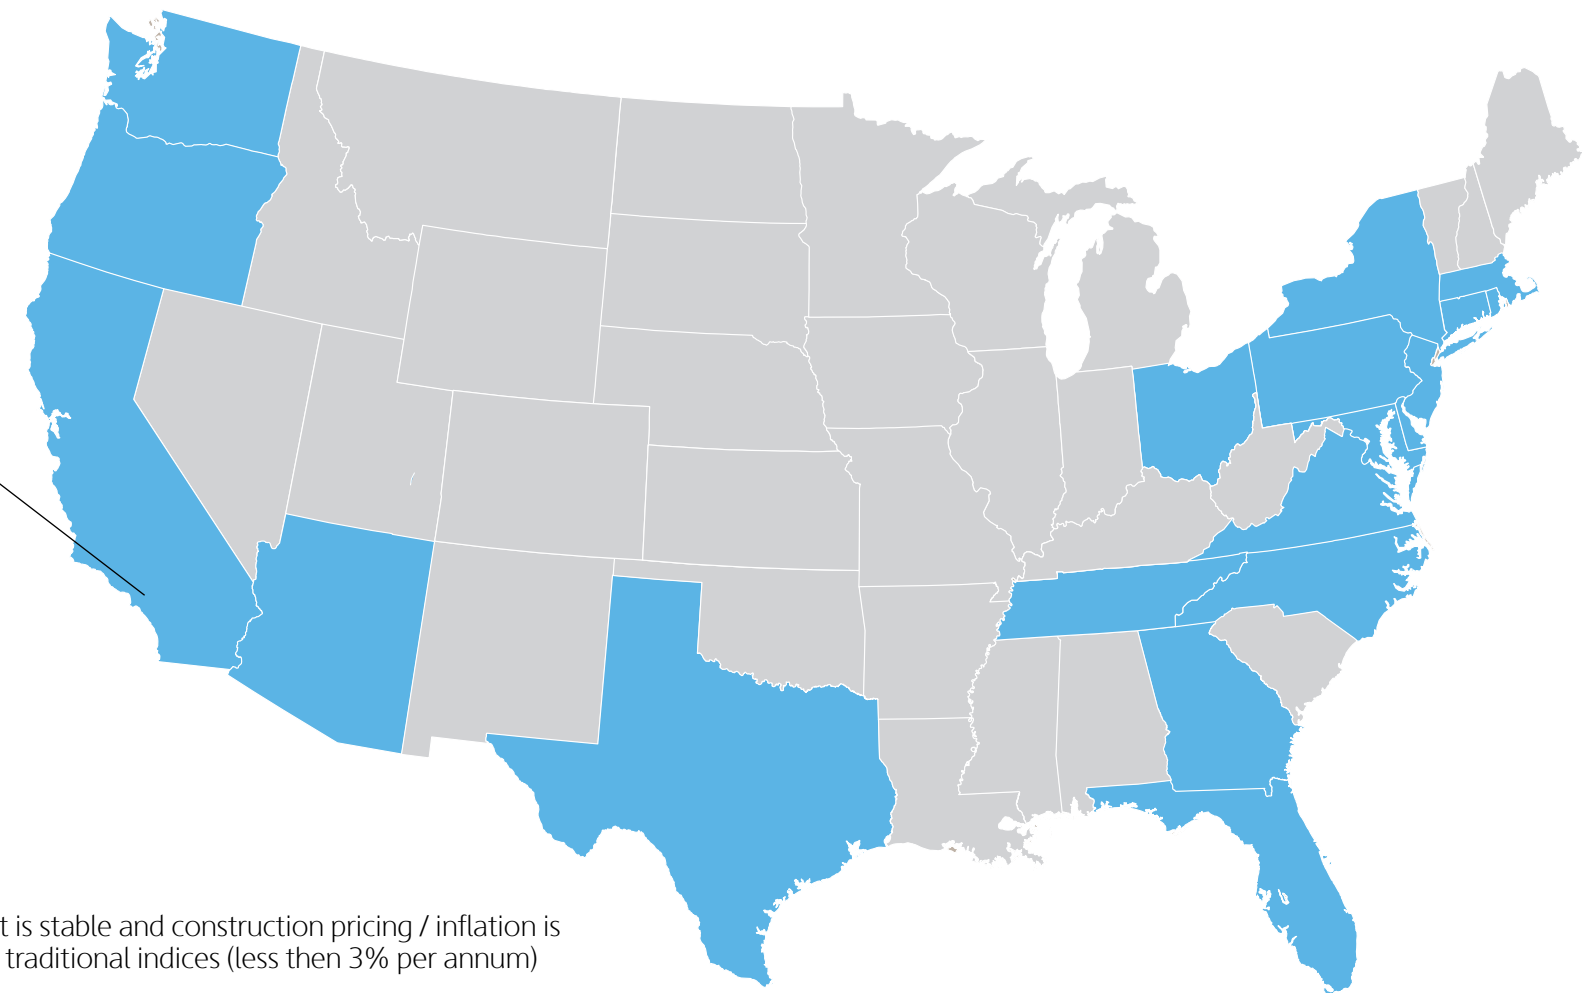 t is stable and construction pricing / inflation is
traditional indices (less then 3% per annum)